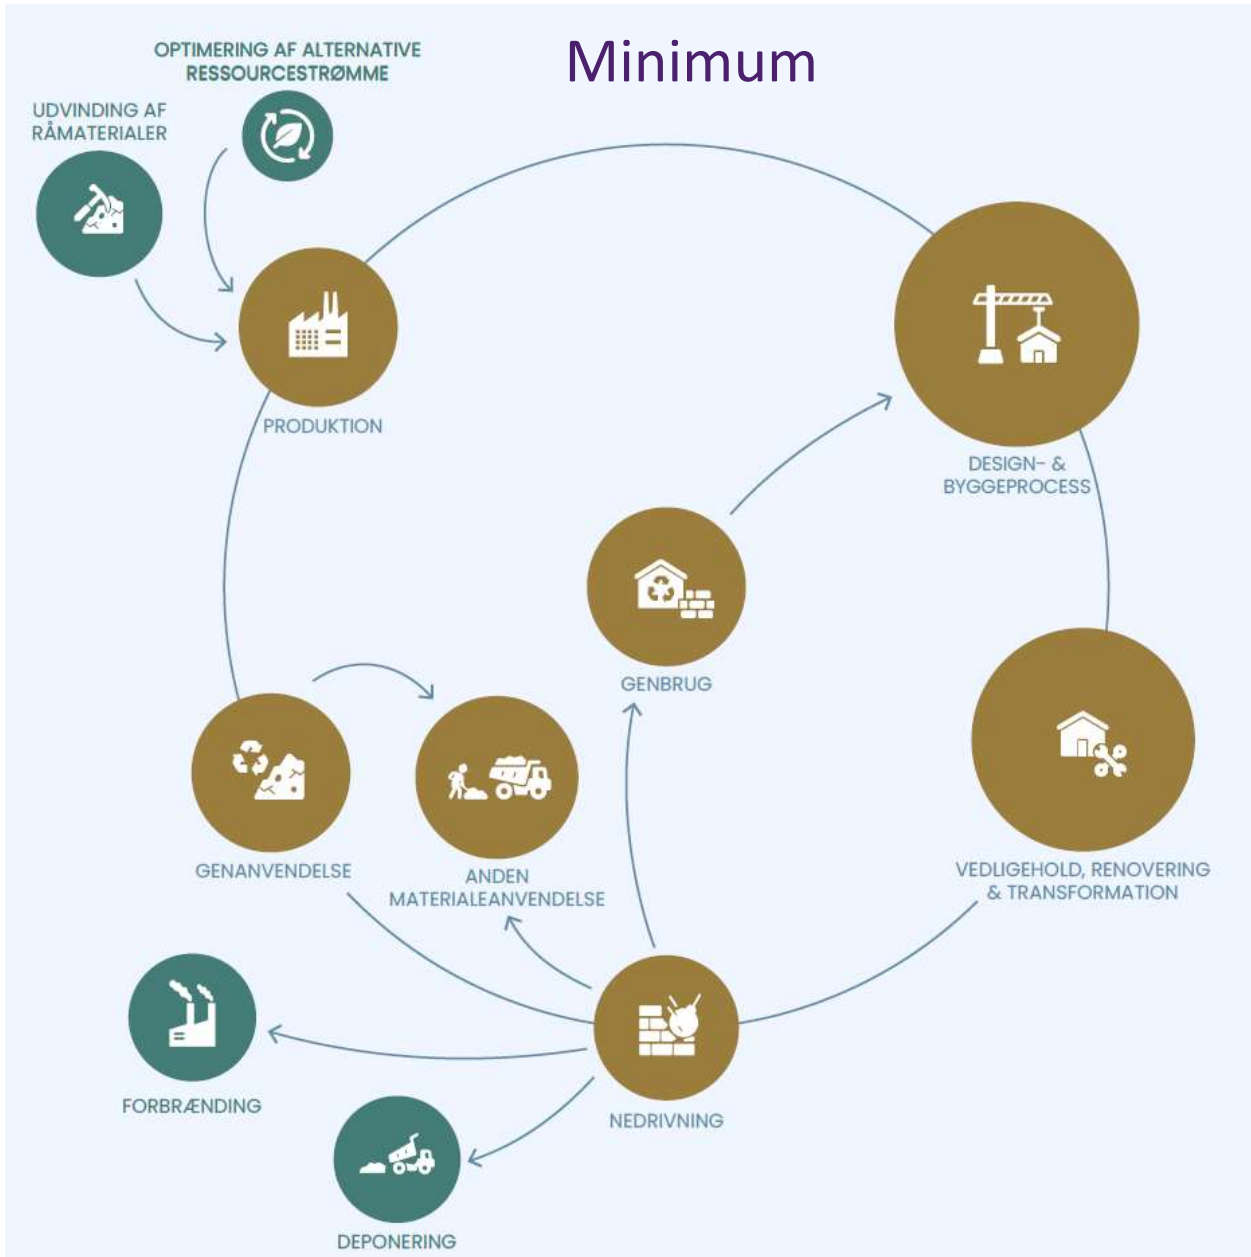 Minimum
OPTIMERING AF ALTERNATIVE
RESSOURCESTRØMME
UDVINDING AF
RÅMATERIALER
PRODUKTION
DESIGN- &
BYGGEPROCESS
GENBRUG
GENANVENDELSE
ANDEN
MATERIALEANVENDELSE
VEDLIGEHOLD, RENOVERING
& TRANSFORMATION
FORBRÆNDING
NEDRIVNING
DEPONERING